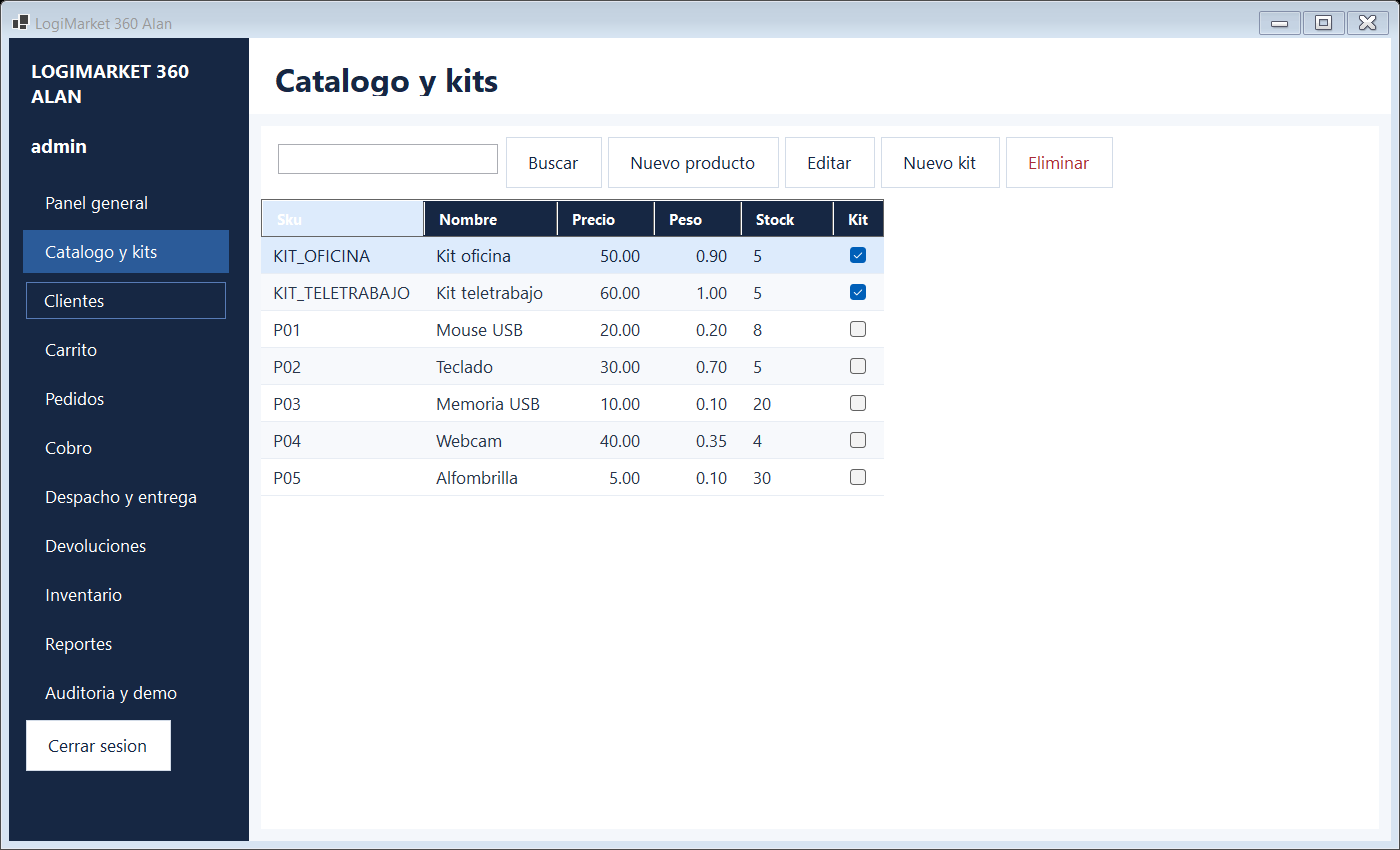 LogiMarket 360 Alan
LOGIMARKET 360
ALAN
admin
Panel general
Catalogo y kits
Clientes
Carrito
Pedidos
Cobro
Despacho y entrega
Devoluciones
Inventario
Reportes
Auditoria y demo
Cerrar sesion
Catalogo y kits
Buscar Nuevo producto Editar Nuevo kit Eliminar
Sku Nombre Precio Peso Stock Kit
KIT_OFICINA Kit oficina 50.00 0.90 5
KIT_TELETRABAJO Kit teletrabajo 60.00 1.00 5
P01 Mouse USB 20.00 0.20 8
P02 Teclado 30.00 0.70 5
P03 Memoria USB 10.00 0.10 20
P04 Webcam 40.00 0.35 4
P05 Alfombrilla 5.00 0.10 30